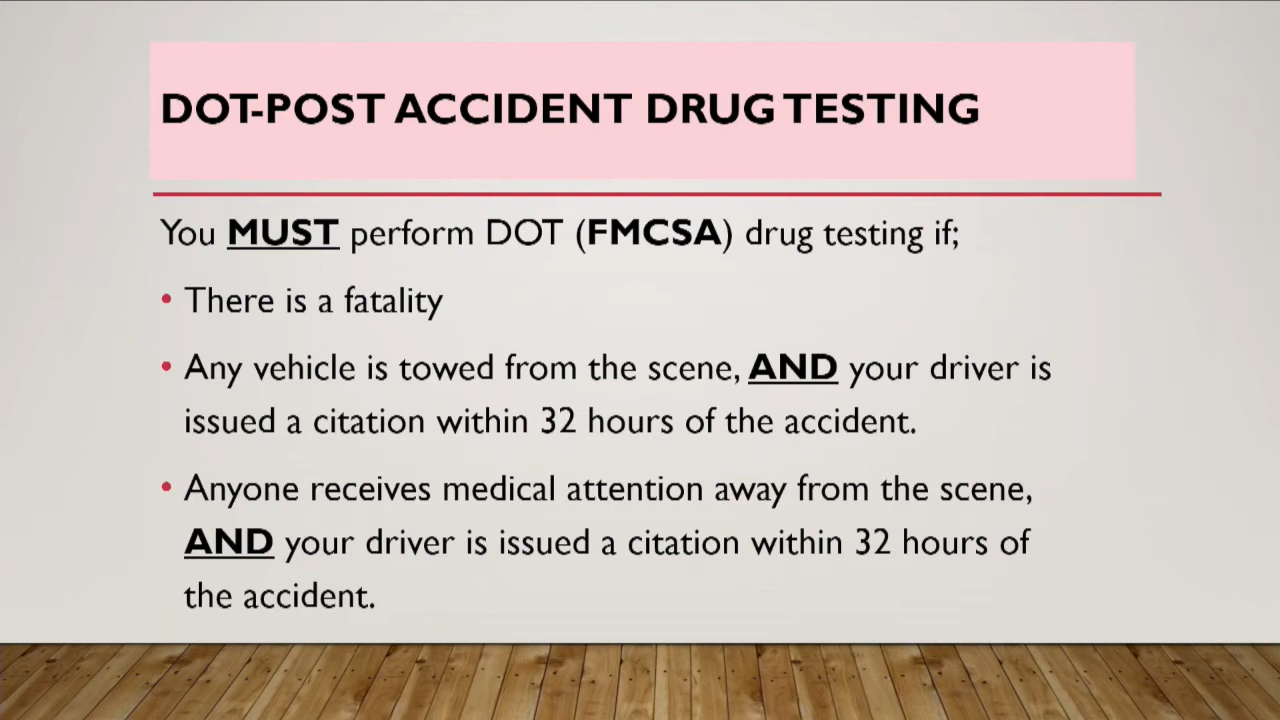 DOT-POST ACCIDENT DRUG TESTING
You MUST perform DOT (FMCSA) drug testing if;
• There is a fatality
• Any vehicle is towed from the scene, AND your driver is
issued a citation within 32 hours of the accident.
• Anyone receives medical attention away from the scene,
AND your driver is issued a citation within 32 hours of
the accident.